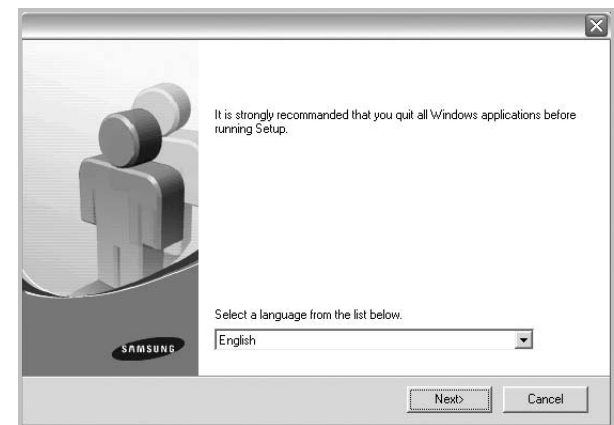 It is strongly recommanded that you quit all Windows applications before
running Setup.
Select a language from the list below.
English
SAMSUNG
Next>
Cancel